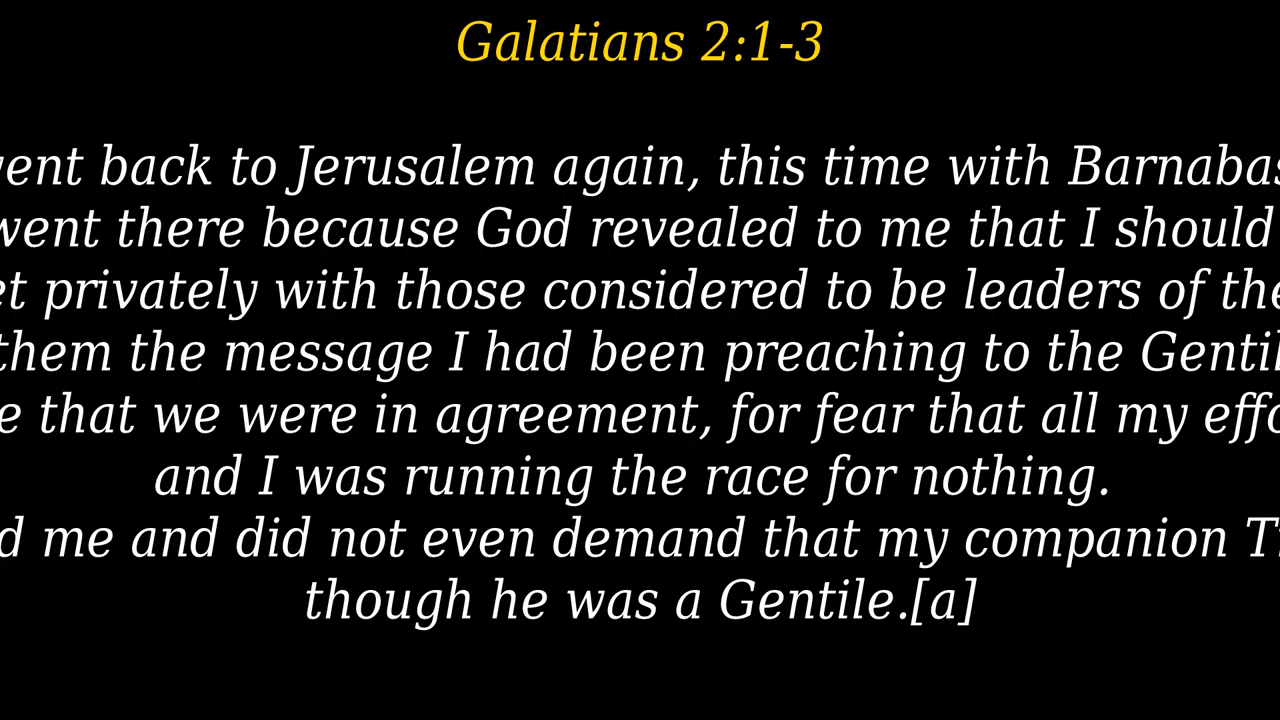 Galatians 2:1-3
back to Jerusalem again, this time with
went there because God revealed to me that I should
privately with those considered to be leaders of
them the message I had been preaching to the
that we were in agreement, for fear that all my
and I was running the race for nothing.
me and did not even demand that my companion
though he was a Gentile.[a]